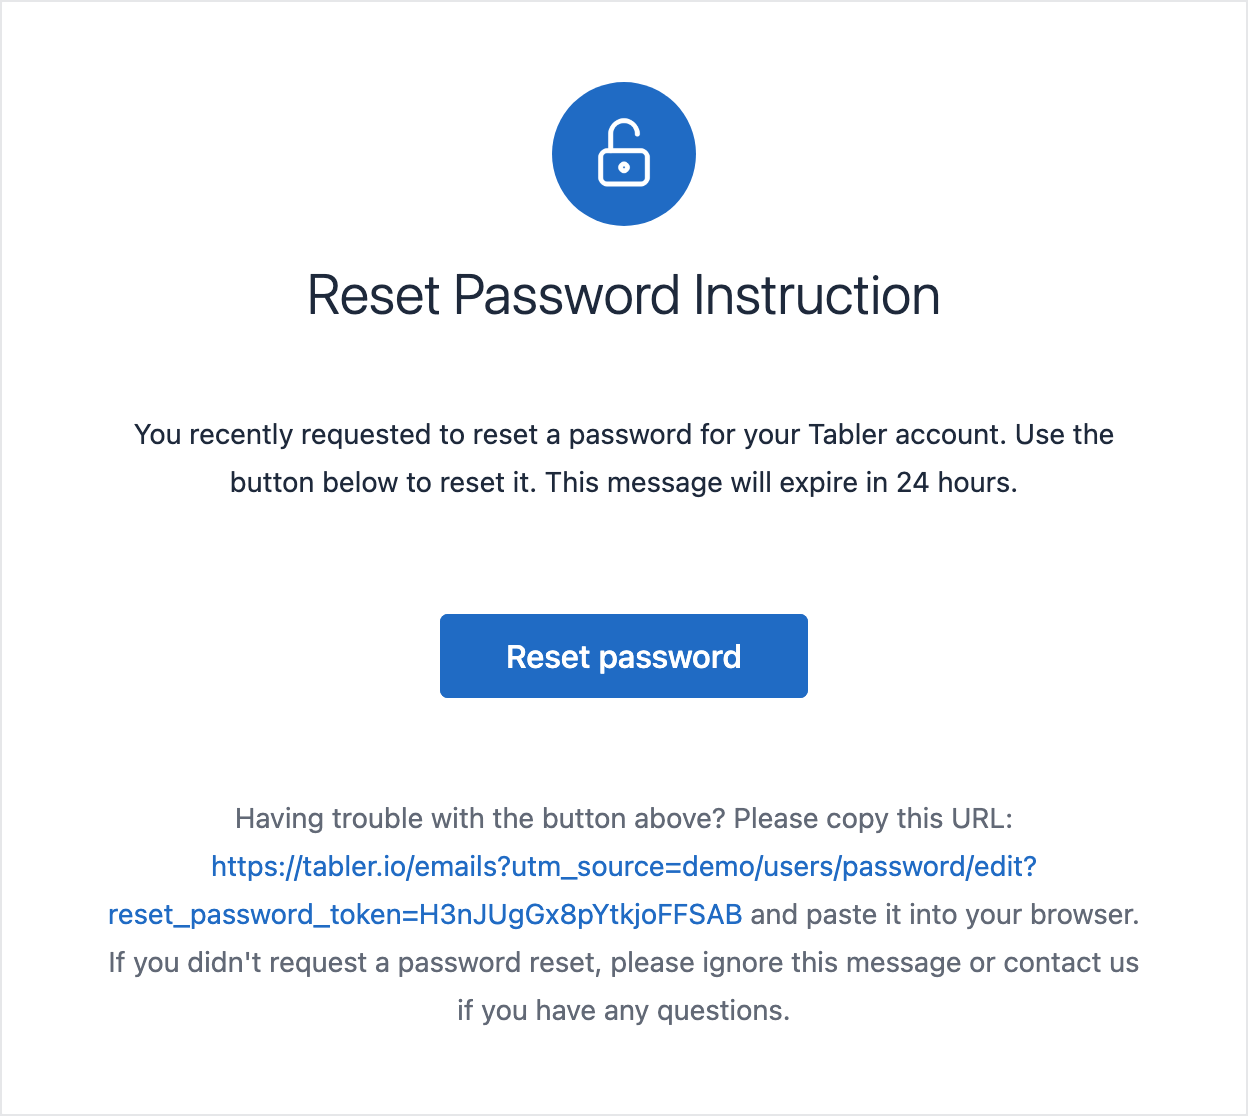 Reset Password Instruction
You recently requested to reset a password for your Tabler account. Use the
button below to reset it. This message will expire in 24 hours.
Reset password
Having trouble with the button above? Please copy this URL:
https://tabler.io/emails?utm_source=demo/users/password/edit?
reset_password_token=H3nJUgGx8pYtkjoFFSAB and paste it into your browser.
If you didn't request a password reset, please ignore this message or contact us
if you have any questions.